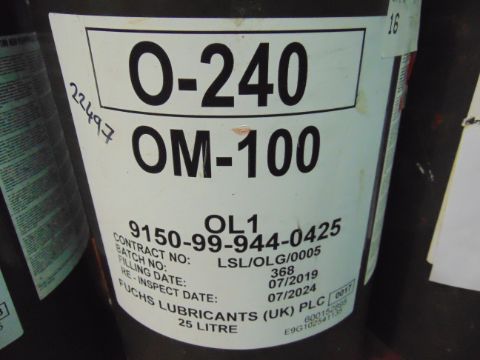 16
O-240
22497
OM-100
OL1
9150-99-944-0425
CONTRACT NO: LSL/OLG/0005
BATCH NO: 368
FILLING DATE: 07/2019
RE-INSPECT DATE: 07/2024
FUCHS LUBRICANTS (UK) PLC 0017
25 LITRE